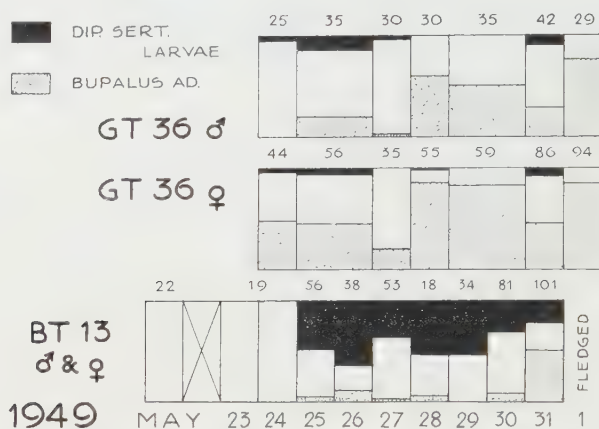 25 35 30 30 35 42 29
DIP. SERT. LARVAE
BUPALUS AD.
GT 36 ♂
44 56 35 55 59 86 94
GT 36 ♀
22 19 56 38 53 18 34 81 101
BT 13
♂ & ♀
FLEDGED
1949 MAY 23 24 25 26 27 28 29 30 31 1